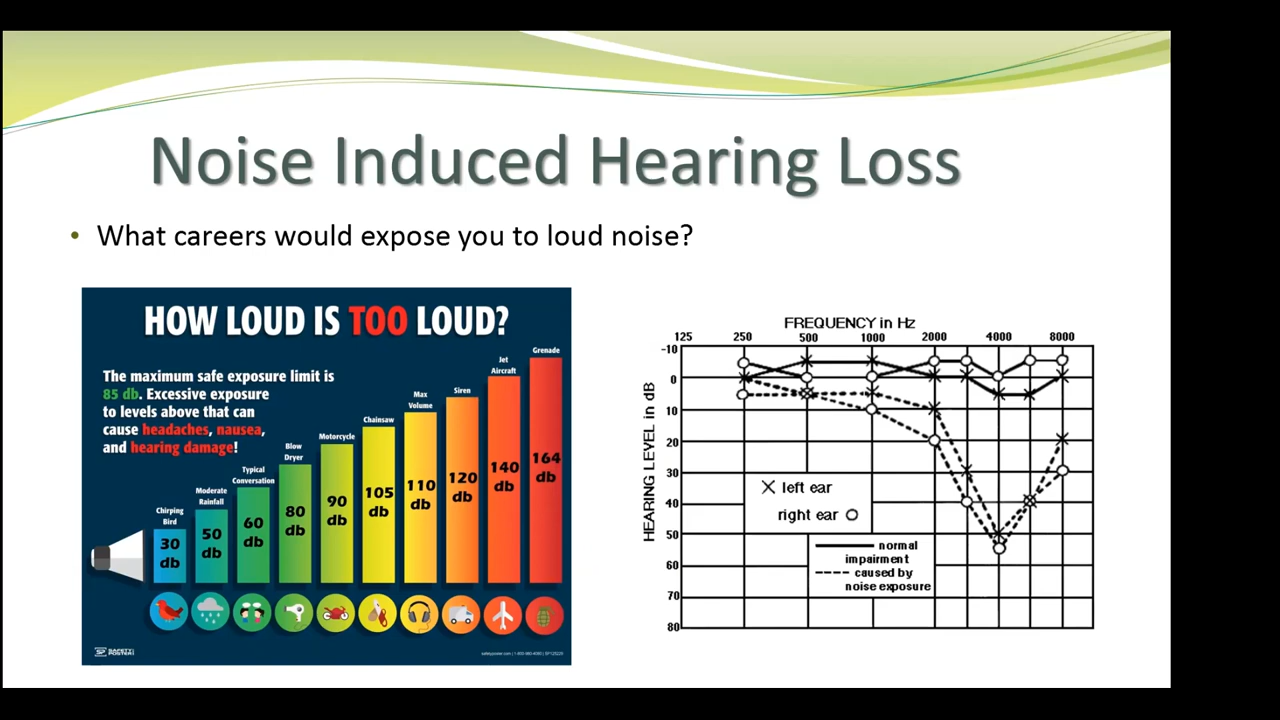 Noise Induced Hearing Loss
• What careers would expose you to loud noise?
HOW LOUD IS TOO LOUD?
The maximum safe exposure limit is
85 db. Excessive exposure
to levels above that can
cause headaches, nausea,
and hearing damage!
Chirping
Bird
30
db
Moderate
Rainfall
50
db
Typical
Conversation
60
db
Blow
Dryer
80
db
Motorcycle
90
db
Chainsaw
105
db
Max
Volume
110
db
Siren
120
db
Jet
Aircraft
140
db
Grenade
164
db
FREQUENCY in Hz
125 250 500 1000 2000 4000 8000
HEARING LEVEL in dB
-10
0
10
20
30
40
50
60
70
80
left ear
right ear
normal
impairment
caused by
noise exposure